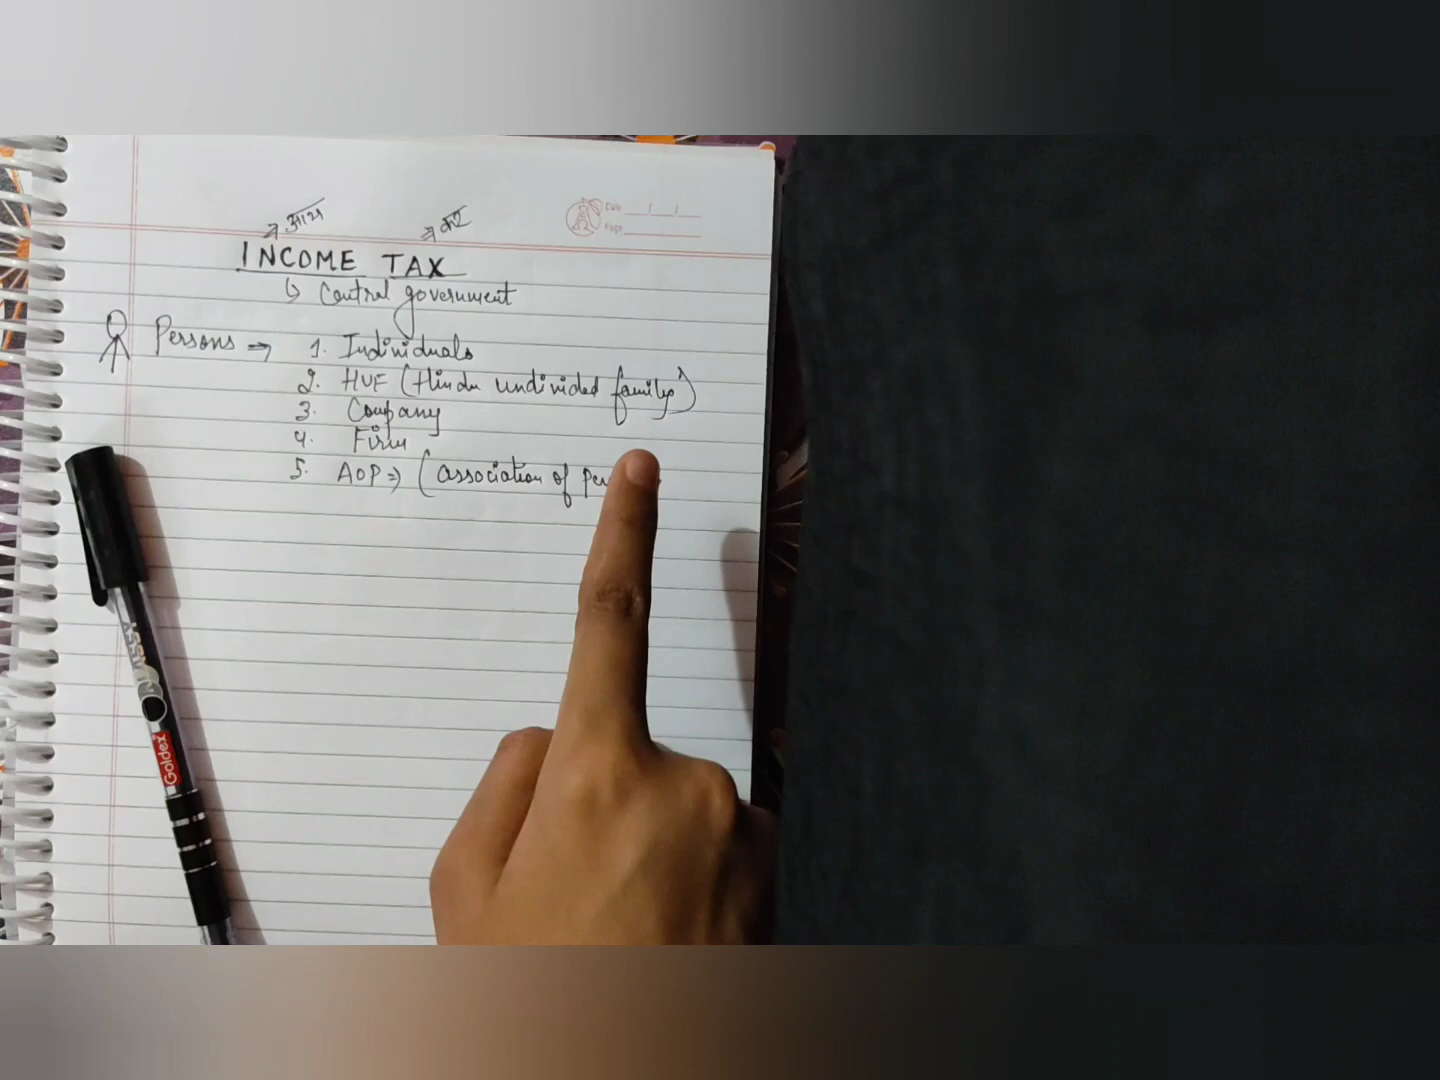 → आय → कर
Date
Page
INCOME TAX
↳ Central government
Persons → 1. Individuals
2. HUF (Hindu undivided family)
3. Company
4. Firm
5. AOP → (association of
Goldex
KLASSY